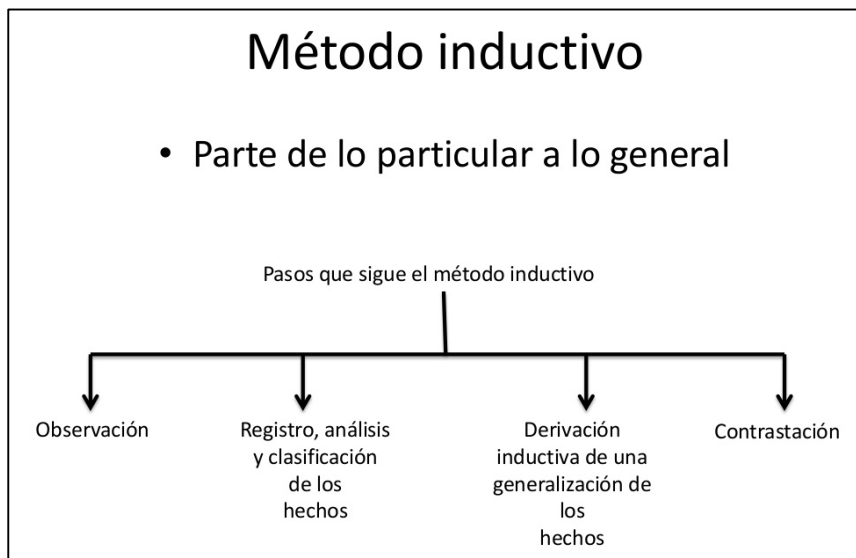 Método inductivo
• Parte de lo particular a lo general
Pasos que sigue el método inductivo
Observación
Registro, análisis
y clasificación
de los
hechos
Derivación
inductiva de una
generalización de
los
hechos
Contrastación